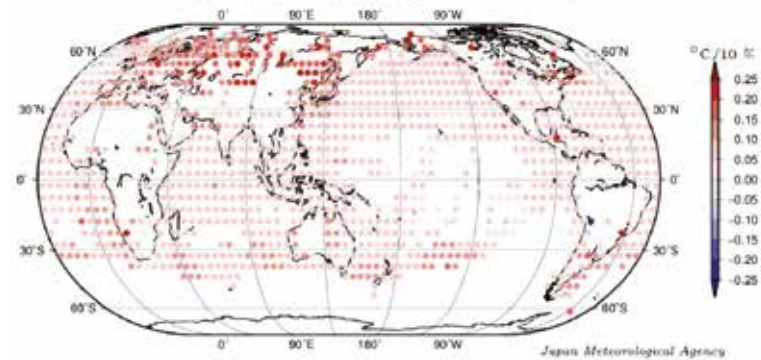 0° 90°E 180° 90°W
60°N 60°N
°C/10 年
30°N 30°N
0° 0°
30°S 30°S
60°S 60°S
0° 90°E 180° 90°W
0.25
0.20
0.15
0.10
0.05
0.00
-0.05
-0.10
-0.15
-0.20
-0.25
Japan Meteorological Agency